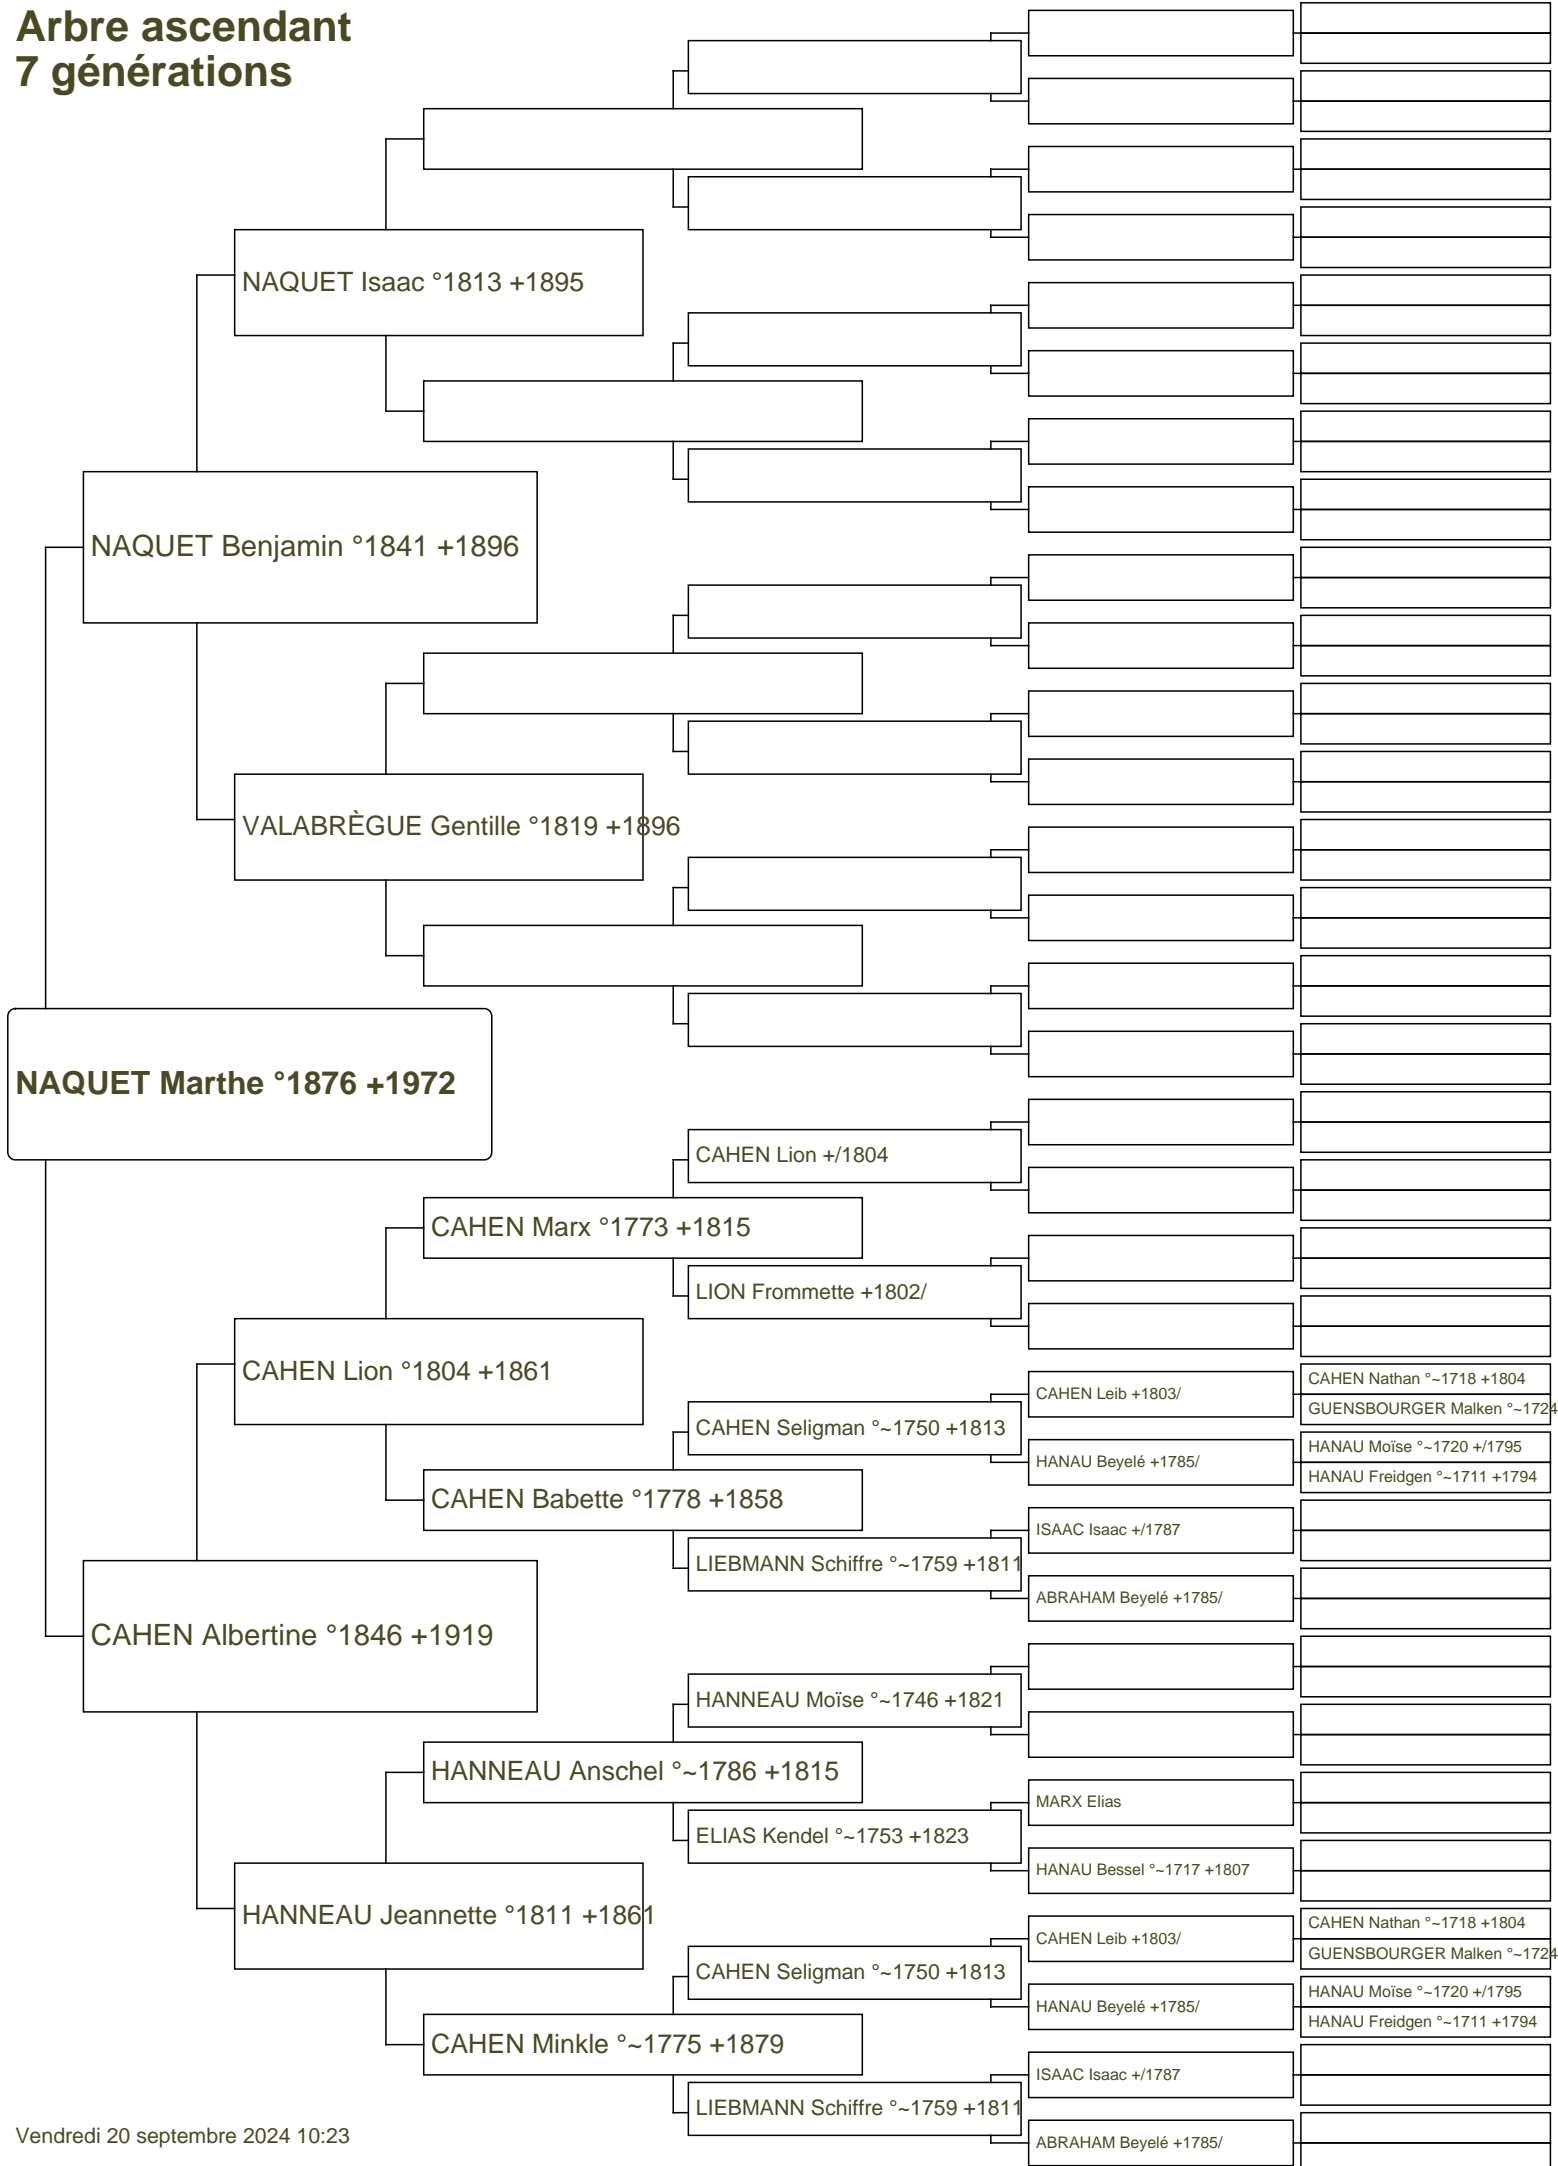 Arbre ascendant
7 générations
NAQUET Isaac °1813 +1895
NAQUET Benjamin °1841 +1896
VALABRÈGUE Gentille °1819 +1896
NAQUET Marthe °1876 +1972
CAHEN Lion +/1804
CAHEN Marx °1773 +1815
LION Frommette +1802/
CAHEN Lion °1804 +1861
CAHEN Nathan °~1718 +1804
CAHEN Leib +1803/
GUENSBOURGER Malken °~1724
CAHEN Seligman °~1750 +1813
HANAU Moïse °~1720 +/1795
HANAU Beyelé +1785/
HANAU Freidgen °~1711 +1794
CAHEN Babette °1778 +1858
ISAAC Isaac +/1787
LIEBMANN Schiffre °~1759 +1811
ABRAHAM Beyelé +1785/
CAHEN Albertine °1846 +1919
HANNEAU Moïse °~1746 +1821
HANNEAU Anschel °~1786 +1815
MARX Elias
ELIAS Kendel °~1753 +1823
HANAU Bessel °~1717 +1807
HANNEAU Jeannette °1811 +1861
CAHEN Nathan °~1718 +1804
CAHEN Leib +1803/
GUENSBOURGER Malken °~1724
CAHEN Seligman °~1750 +1813
HANAU Moïse °~1720 +/1795
HANAU Beyelé +1785/
HANAU Freidgen °~1711 +1794
CAHEN Minkle °~1775 +1879
ISAAC Isaac +/1787
LIEBMANN Schiffre °~1759 +1811
ABRAHAM Beyelé +1785/
Vendredi 20 septembre 2024 10:23